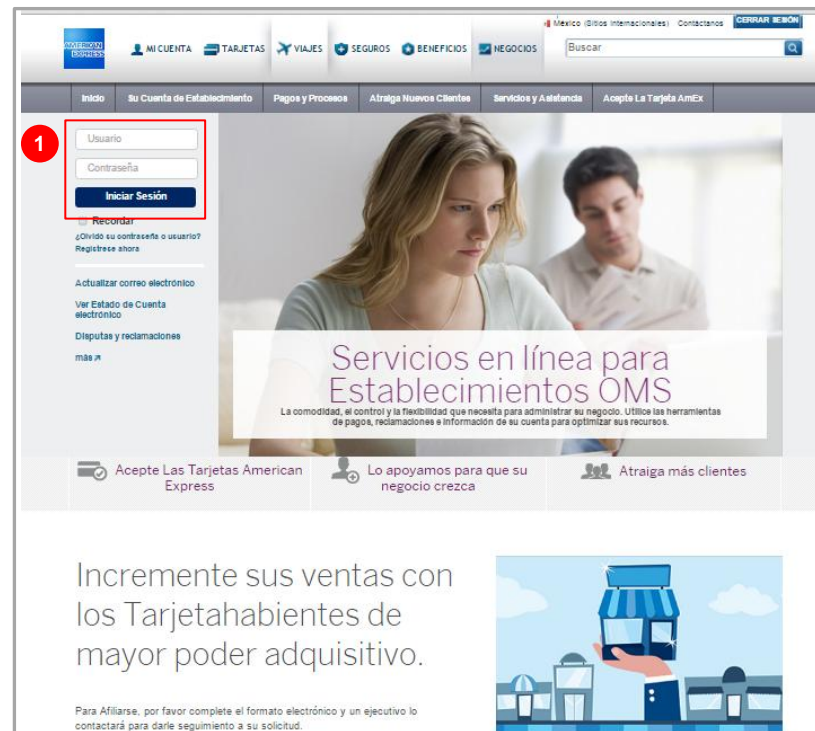 México (Sitios Internacionales) Contáctanos CERRAR SESIÓN
AMERICAN EXPRESS
MI CUENTA TARJETAS VIAJES SEGUROS BENEFICIOS NEGOCIOS
Buscar
Inicio Su Cuenta de Establecimiento Pagos y Procesos Atraiga Nuevos Clientes Servicios y Asistencia Acepte La Tarjeta AmEx
1
Usuario
Contraseña
Iniciar Sesión
Recordar
¿Olvidó su contraseña o usuario?
Regístrese ahora
Actualizar correo electrónico
Ver Estado de Cuenta
electrónico
Disputas y reclamaciones
más
Servicios en línea para
Establecimientos OMS
La comodidad, el control y la flexibilidad que necesita para administrar su negocio. Utilice las herramientas
de pagos, reclamaciones e información de su cuenta para optimizar sus recursos.
Acepte Las Tarjetas American
Express
Lo apoyamos para que su
negocio crezca
Atraiga más clientes
Incremente sus ventas con
los Tarjetahabientes de
mayor poder adquisitivo.
Para Afiliarse, por favor complete el formato electrónico y un ejecutivo lo
contactará para darle seguimiento a su solicitud.